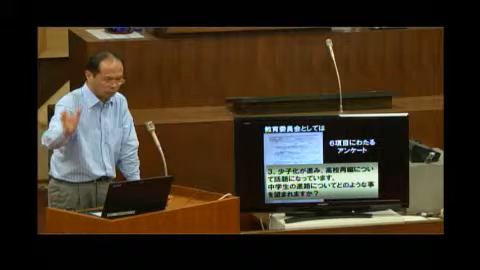 教育委員会としては
6項目にわたる
アンケート
3、少子化が進み、高校再編につい
て話題になっています。
中学生の進路についてどのような事
を望まれますか?